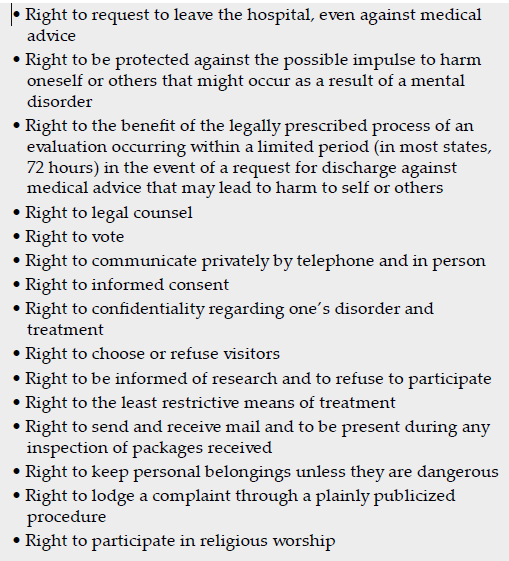 • Right to request to leave the hospital, even against medical
advice
• Right to be protected against the possible impulse to harm
oneself or others that might occur as a result of a mental
disorder
• Right to the benefit of the legally prescribed process of an
evaluation occurring within a limited period (in most states,
72 hours) in the event of a request for discharge against
medical advice that may lead to harm to self or others
• Right to legal counsel
• Right to vote
• Right to communicate privately by telephone and in person
• Right to informed consent
• Right to confidentiality regarding one’s disorder and
treatment
• Right to choose or refuse visitors
• Right to be informed of research and to refuse to participate
• Right to the least restrictive means of treatment
• Right to send and receive mail and to be present during any
inspection of packages received
• Right to keep personal belongings unless they are dangerous
• Right to lodge a complaint through a plainly publicized
procedure
• Right to participate in religious worship